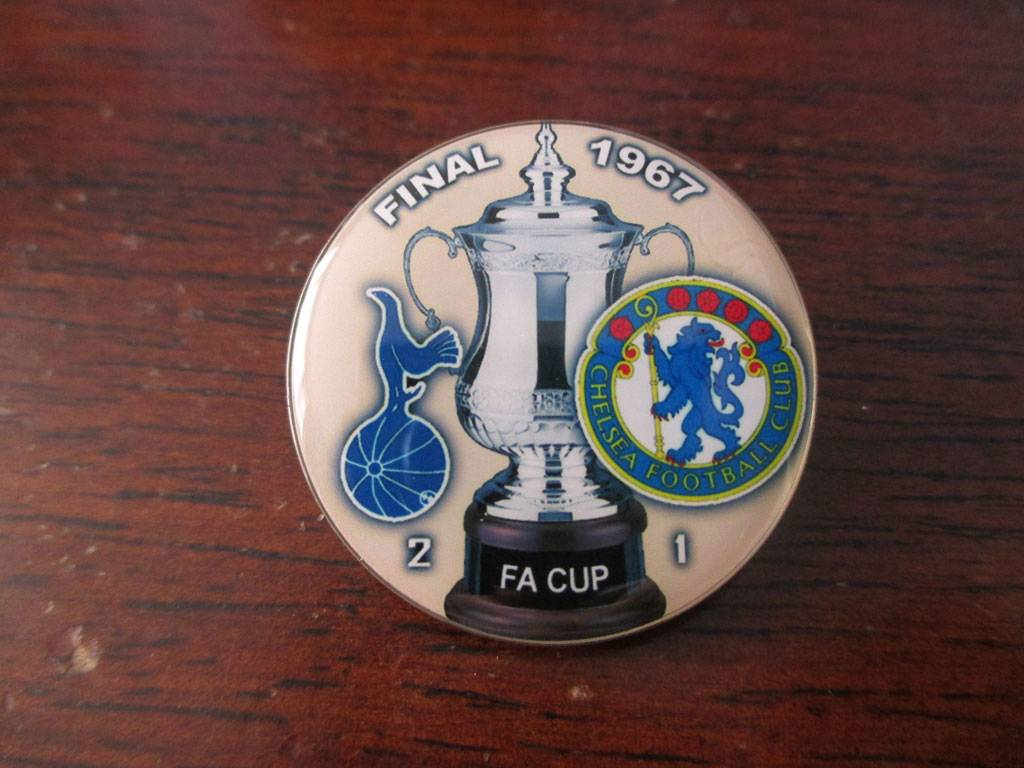 FINAL 1967
CHELSEA FOOTBALL CLUB
2 1
FA CUP